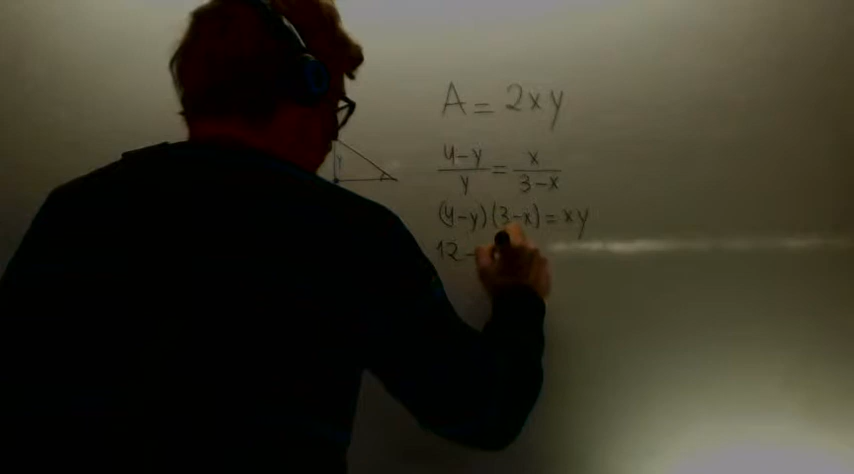 A = 2xy
(4-y)/y = x/(3-x)
(4-y)(3-x) = xy
12 -